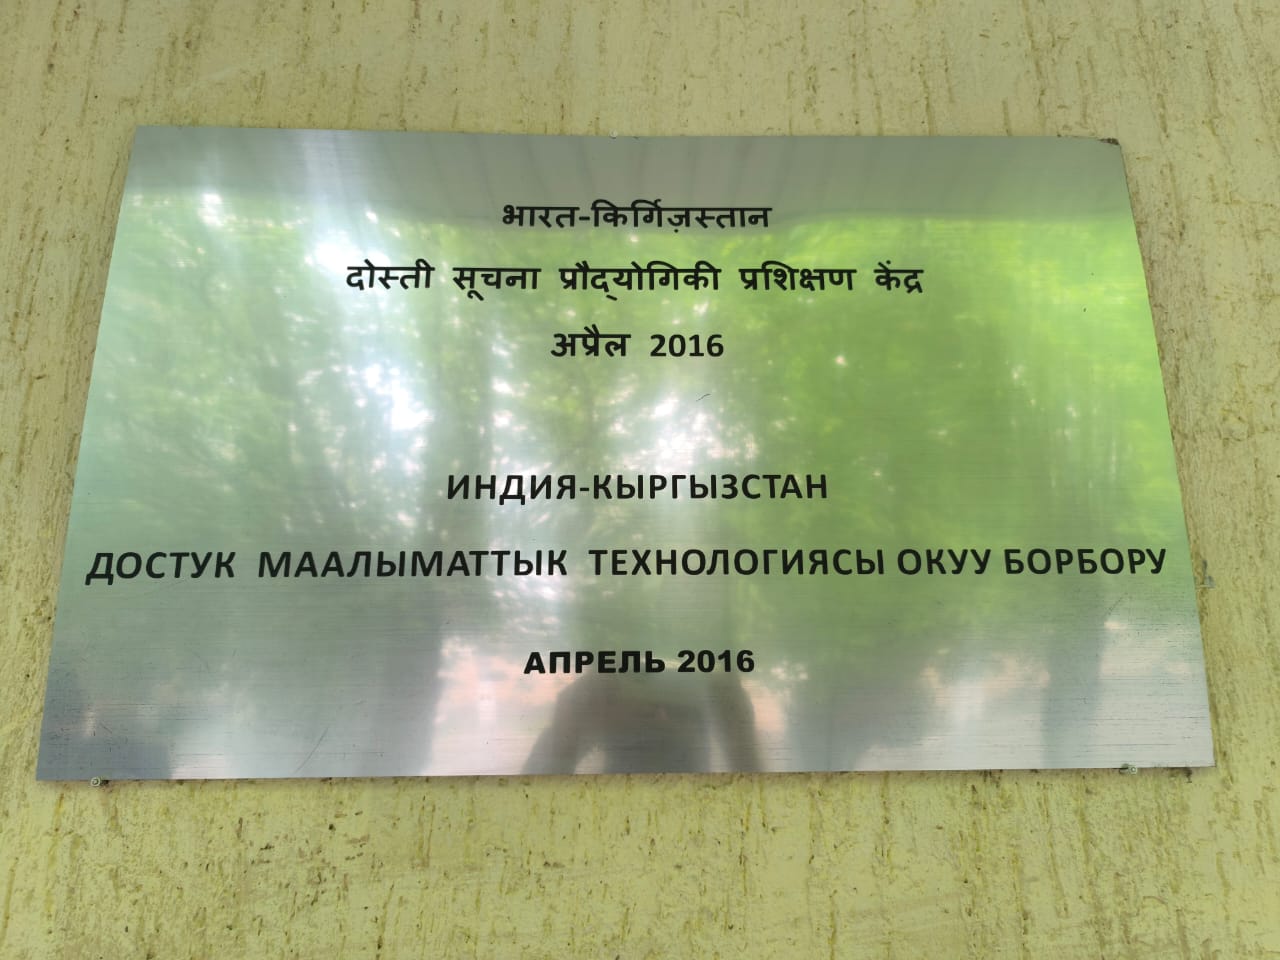 भारत-किर्गिज़स्तान
दोस्ती सूचना प्रौद्‌योगिकी प्रशिक्षण केंद्र
अप्रैल 2016
ИНДИЯ-КЫРГЫЗСТАН
ДОСТУК МААЛЫМАТТЫК ТЕХНОЛОГИЯСЫ ОКУУ БОРБОРУ
АПРЕЛЬ 2016